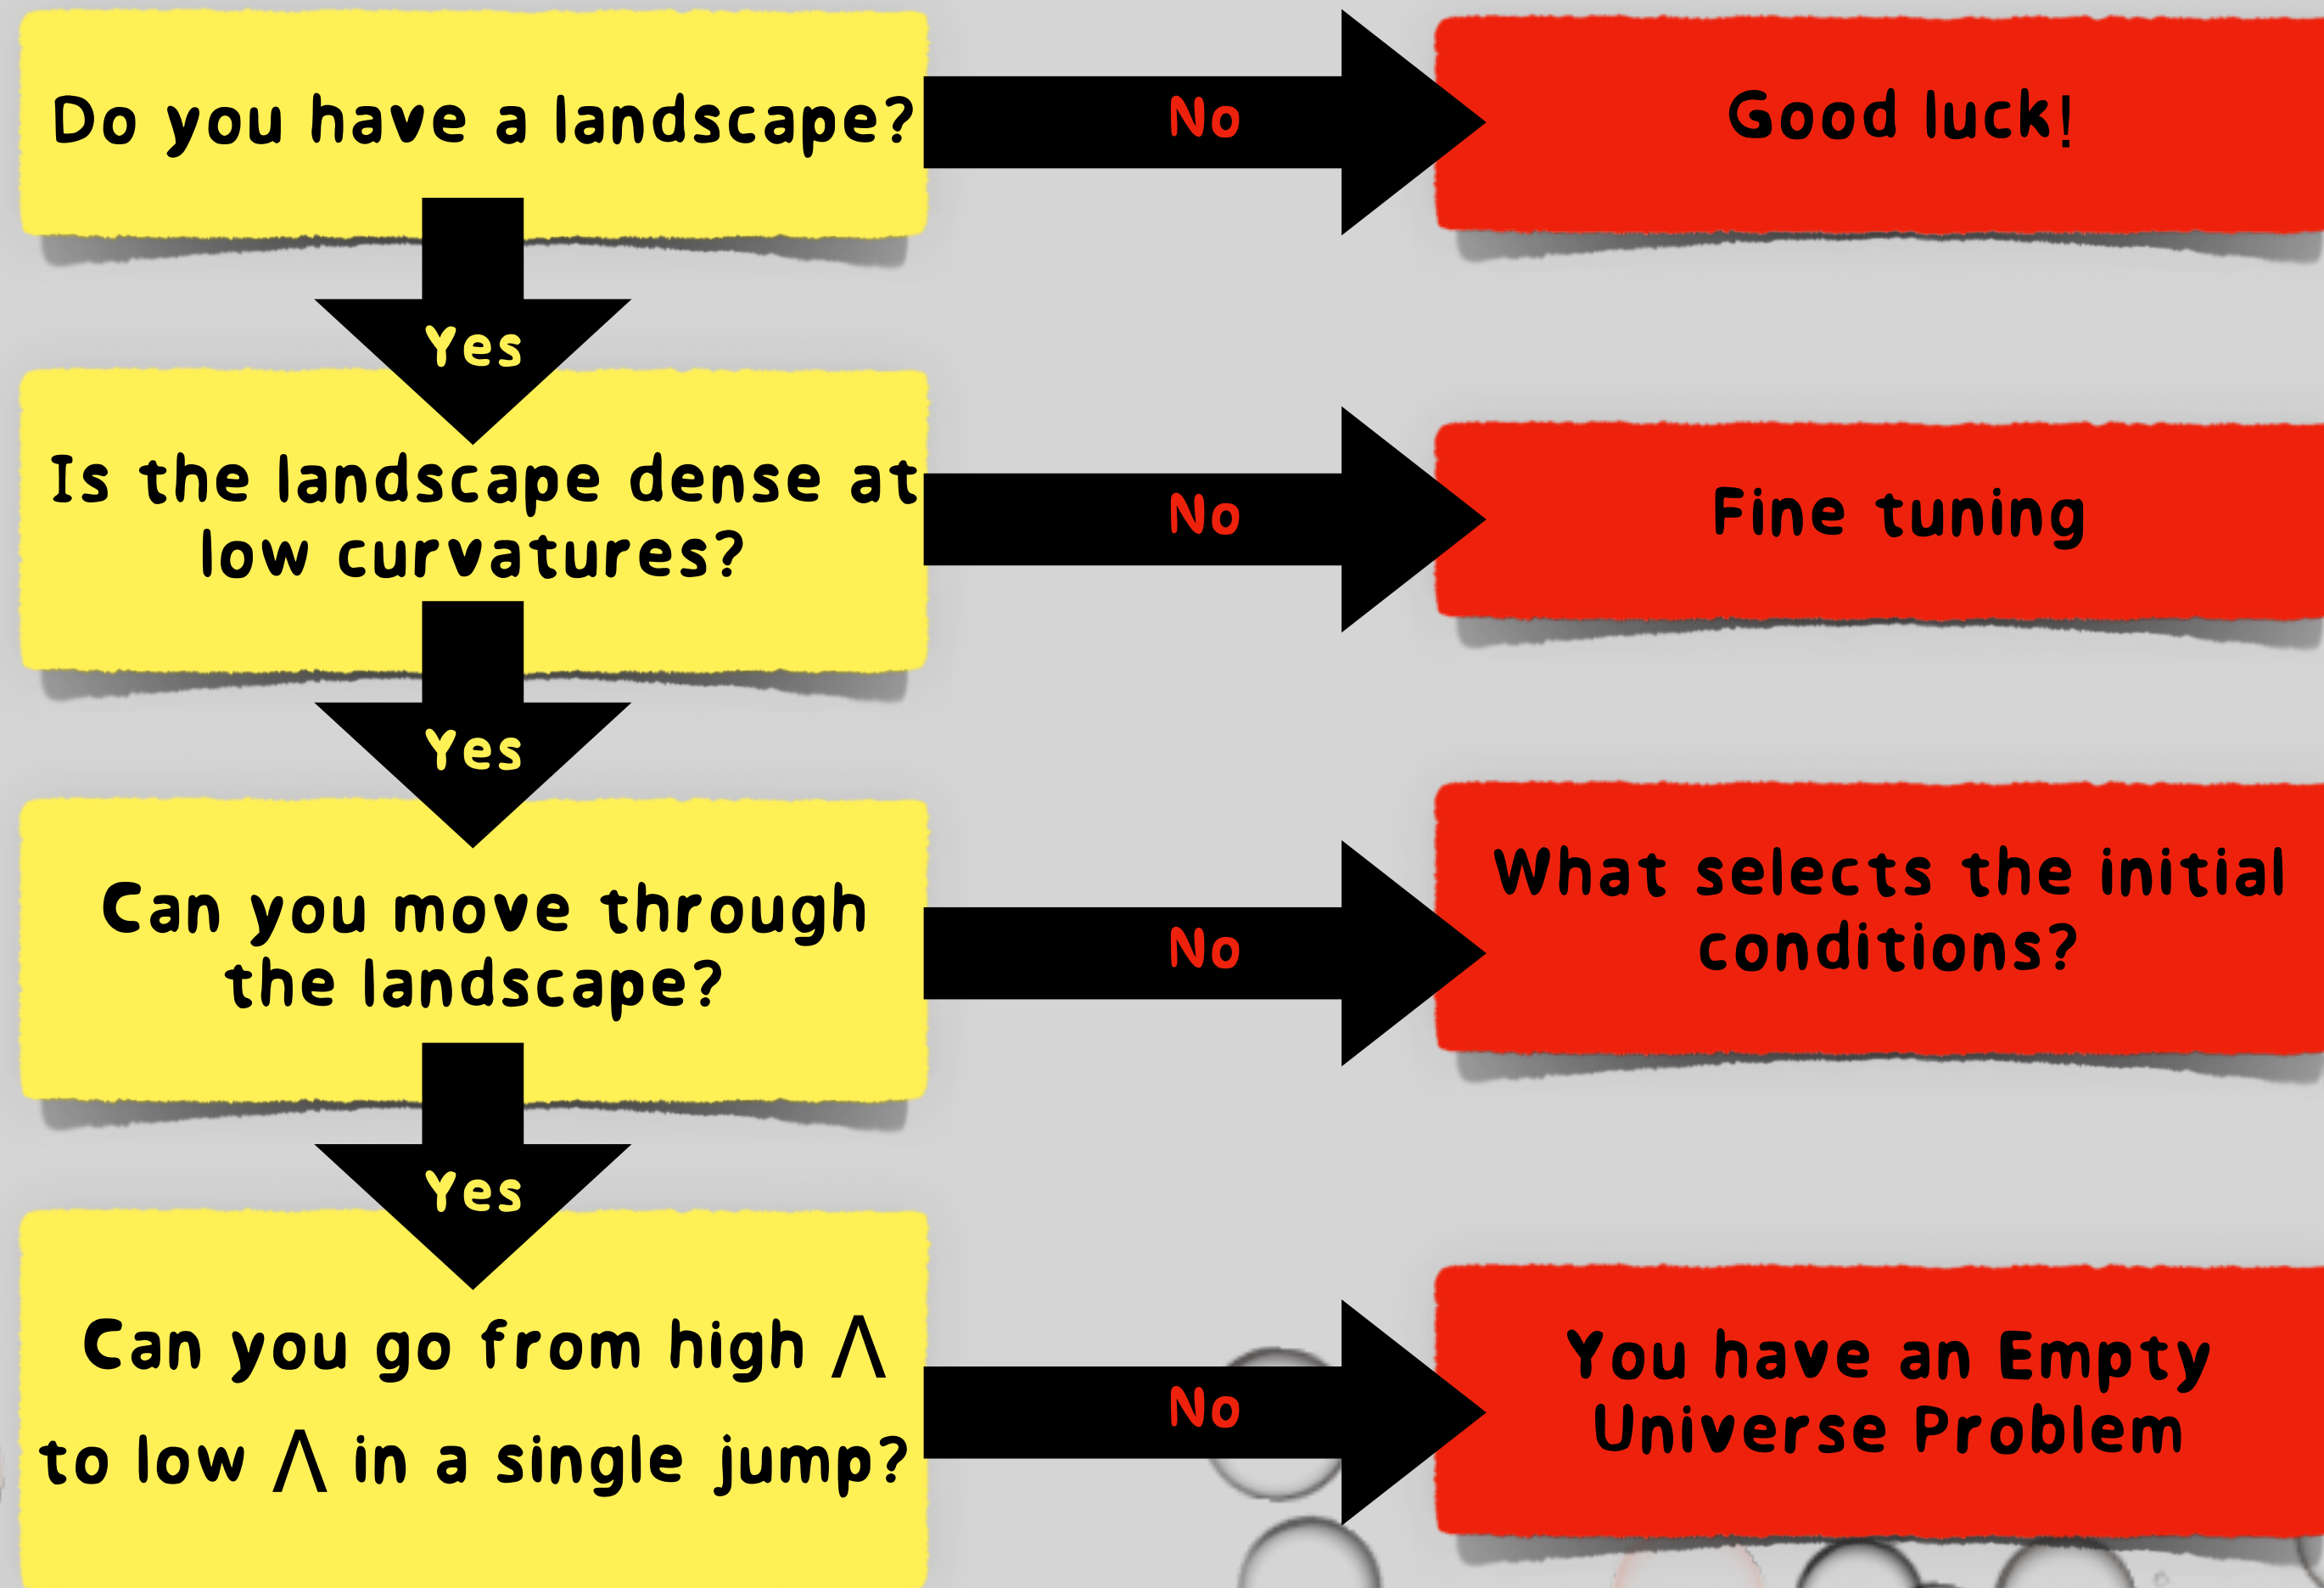 Do you have a landscape?
No
Good luck!
Yes
Is the landscape dense at
low curvatures?
No
Fine tuning
Yes
Can you move through
the landscape?
No
What selects the initial
conditions?
Yes
Can you go from high Λ
to low Λ in a single jump?
No
You have an Empty
Universe Problem